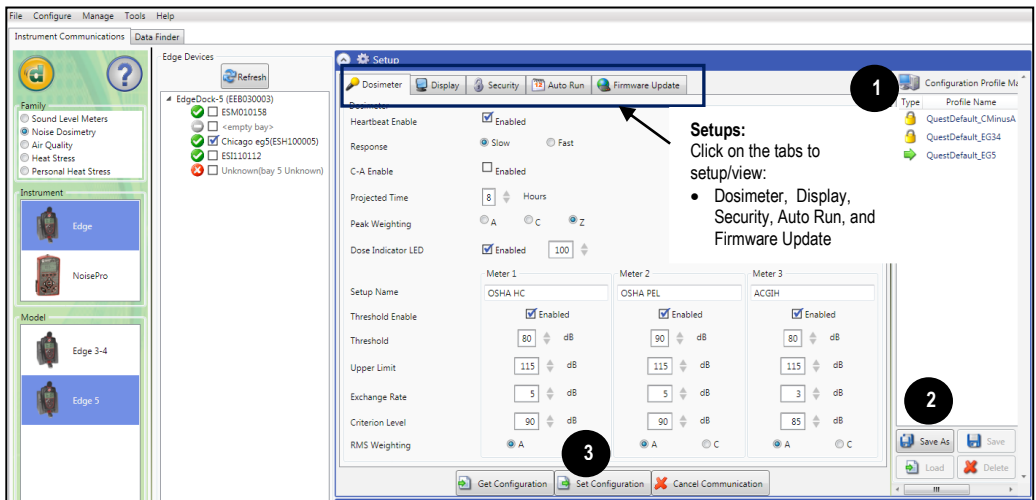 File Configure Manage Tools Help
Instrument Communications Data Finder
Family
Sound Level Meters
Noise Dosimetry
Air Quality
Heat Stress
Personal Heat Stress
Instrument
Edge
NoisePro
Model
Edge 3-4
Edge 5
Edge Devices
Refresh
EdgeDock-5 (EEB030003)
ESM010158
<empty bay>
Chicago eg5(ESH100005)
ESI110112
Unknown(bay 5 Unknown)
Setup
Dosimeter Display Security Auto Run Firmware Update
Dosimeter
Heartbeat Enable Enabled
Response Slow Fast
C-A Enable Enabled
Projected Time 8 Hours
Peak Weighting A C Z
Dose Indicator LED Enabled 100
Meter 1 Meter 2 Meter 3
Setup Name OSHA HC OSHA PEL ACGIH
Threshold Enable Enabled Enabled Enabled
Threshold 80 dB 90 dB 80 dB
Upper Limit 115 dB 115 dB 115 dB
Exchange Rate 5 dB 5 dB 3 dB
Criterion Level 90 dB 90 dB 85 dB
RMS Weighting A A C A C
3
Get Configuration Set Configuration Cancel Communication
Setups:
Click on the tabs to
setup/view:
• Dosimeter, Display,
Security, Auto Run, and
Firmware Update
1
Configuration Profile Ma
Type Profile Name
QuestDefault_CMinusA
QuestDefault_EG34
QuestDefault_EG5
2
Save As Save
Load Delete